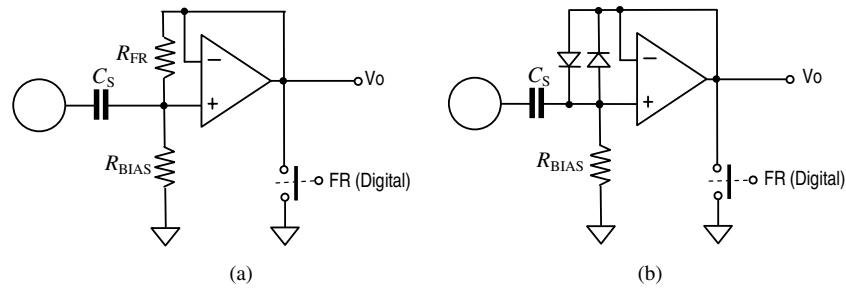 R_FR
C_S
−
+
Vo
R_BIAS
FR (Digital)
(a)
C_S
−
+
Vo
R_BIAS
FR (Digital)
(b)